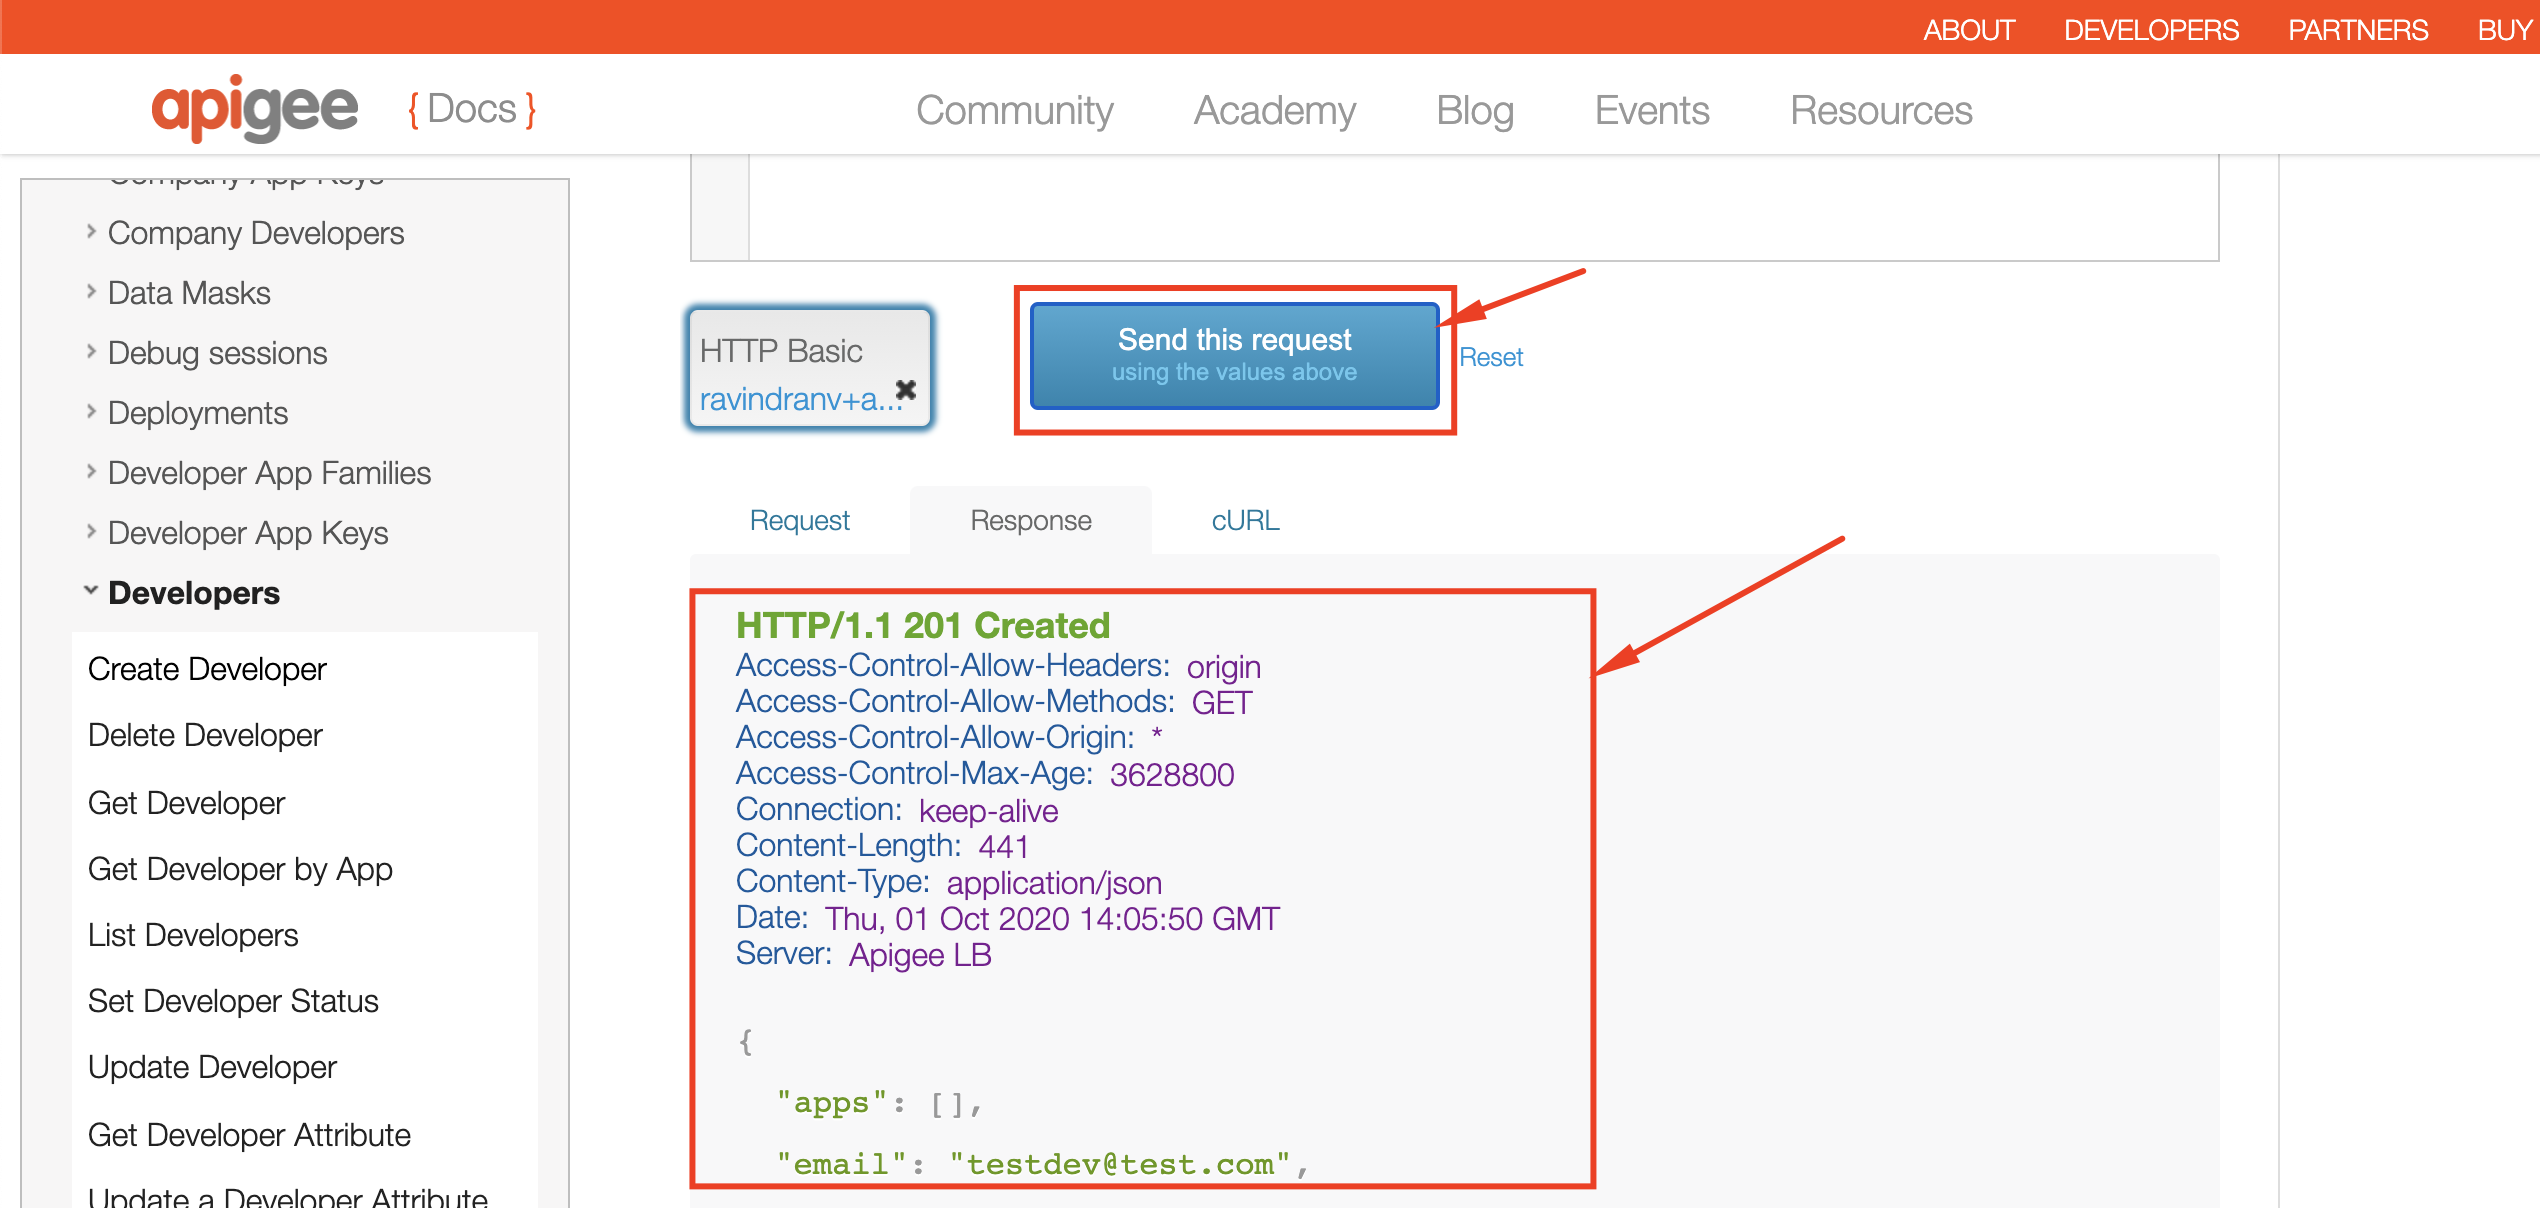 ABOUT DEVELOPERS PARTNERS BUY
apigee { Docs } Community Academy Blog Events Resources
Company App Keys
Company Developers
Data Masks
Debug sessions
Deployments
Developer App Families
Developer App Keys
Developers
Create Developer
Delete Developer
Get Developer
Get Developer by App
List Developers
Set Developer Status
Update Developer
Get Developer Attribute
Update a Developer Attribute
HTTP Basic
ravindranv+a...
Send this request
using the values above
Reset
Request Response cURL
HTTP/1.1 201 Created
Access-Control-Allow-Headers: origin
Access-Control-Allow-Methods: GET
Access-Control-Allow-Origin: *
Access-Control-Max-Age: 3628800
Connection: keep-alive
Content-Length: 441
Content-Type: application/json
Date: Thu, 01 Oct 2020 14:05:50 GMT
Server: Apigee LB
{
"apps": [],
"email": "testdev@test.com",